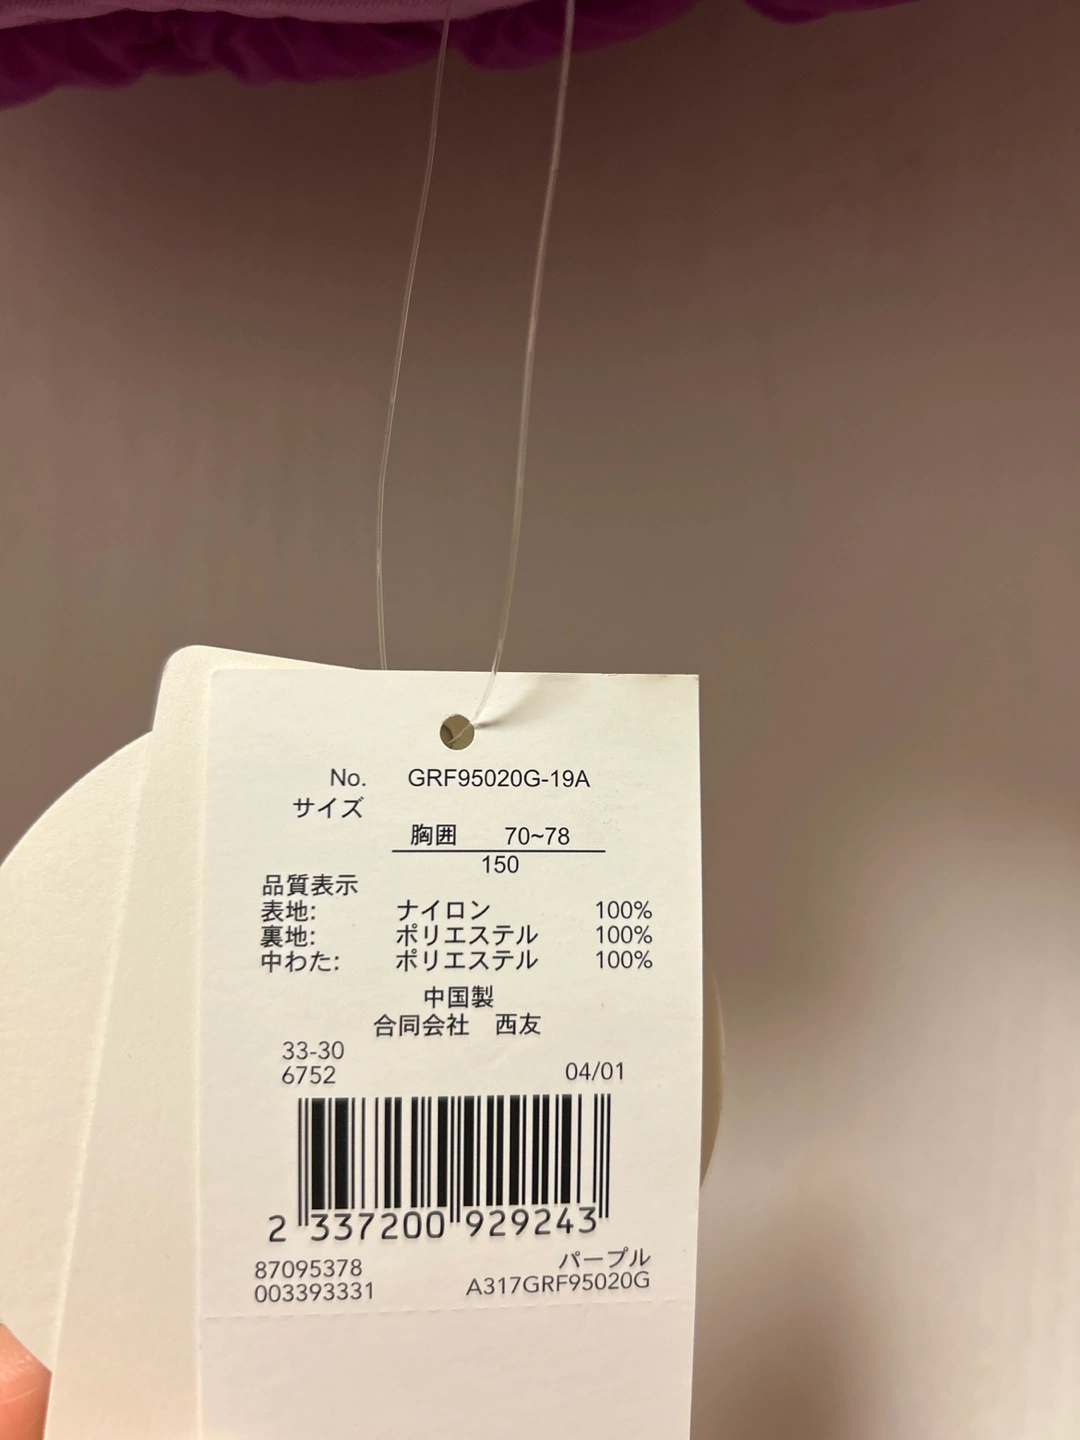 No. GRF95020G-19A
サイズ
胸囲 70~78
150
品質表示
表地: ナイロン 100%
裏地: ポリエステル 100%
中わた: ポリエステル 100%
中国製
合同会社 西友
33-30
6752 04/01
2 337200 929243
87095378 パープル
003393331 A317GRF95020G